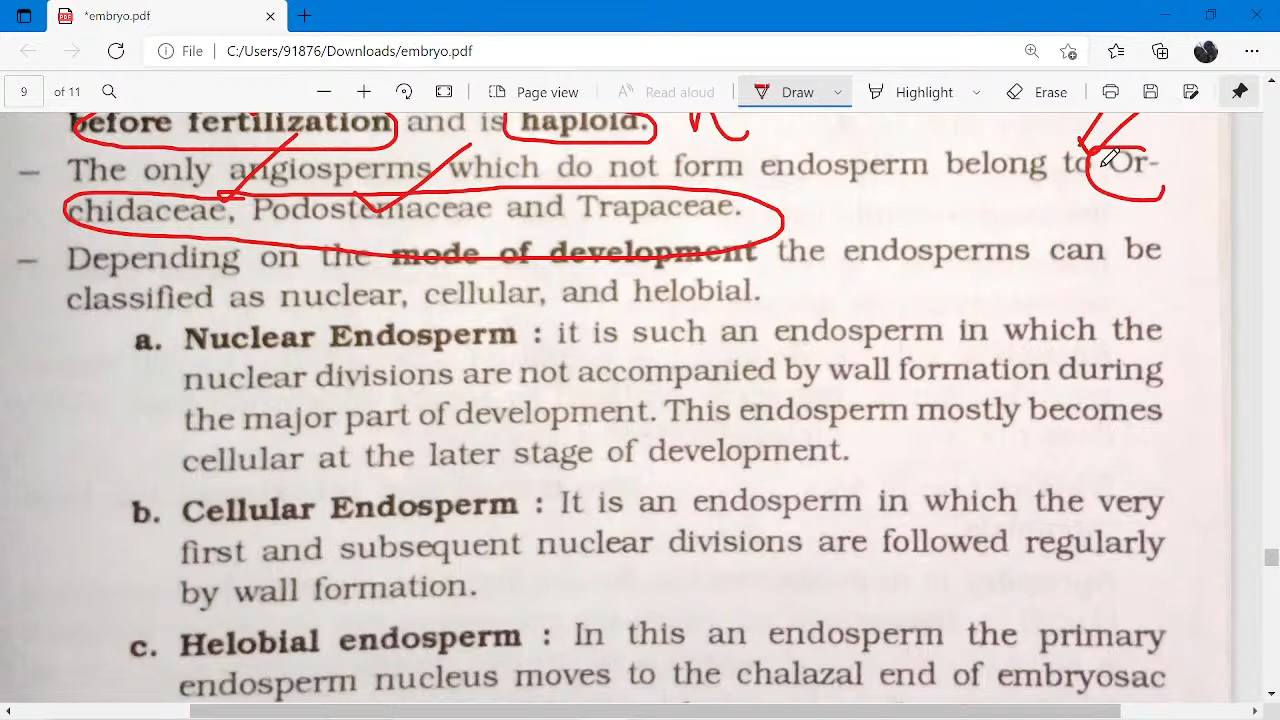 *embryo.pdf
File C:/Users/91876/Downloads/embryo.pdf
9 of 11 Page view Read aloud Draw Highlight Erase
before fertilization and is haploid. n
– The only angiosperms which do not form endosperm belong to Or-
chidaceae, Podostemaceae and Trapaceae.
– Depending on the mode of development the endosperms can be
classified as nuclear, cellular, and helobial.
a. Nuclear Endosperm : it is such an endosperm in which the
nuclear divisions are not accompanied by wall formation during
the major part of development. This endosperm mostly becomes
cellular at the later stage of development.
b. Cellular Endosperm : It is an endosperm in which the very
first and subsequent nuclear divisions are followed regularly
by wall formation.
c. Helobial endosperm : In this an endosperm the primary
endosperm nucleus moves to the chalazal end of embryosac